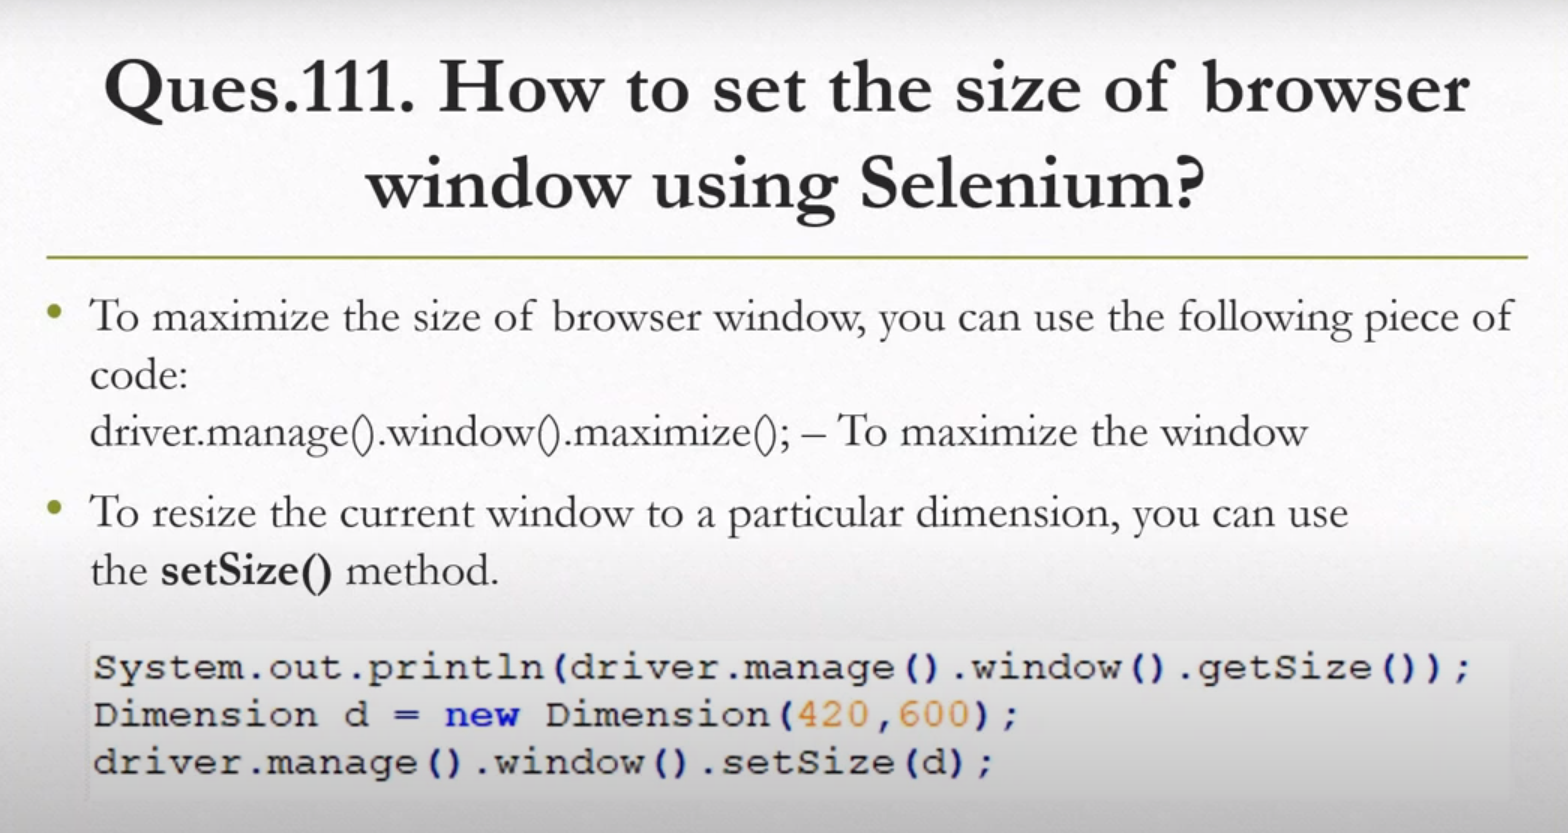 Ques.111. How to set the size of browser
window using Selenium?
• To maximize the size of browser window, you can use the following piece of
code:
driver.manage().window().maximize(); – To maximize the window
• To resize the current window to a particular dimension, you can use
the setSize() method.
System.out.println(driver.manage().window().getSize());
Dimension d = new Dimension(420,600);
driver.manage().window().setSize(d);